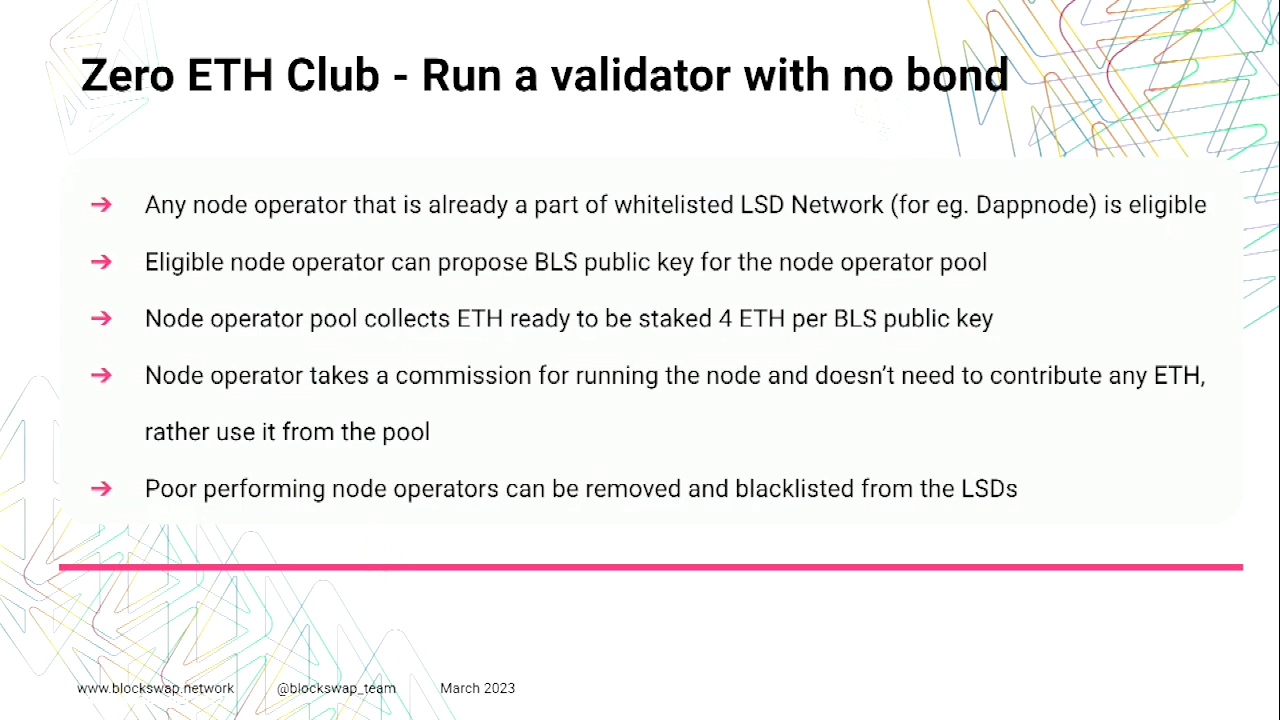 Zero ETH Club - Run a validator with no bond
➔ Any node operator that is already a part of whitelisted LSD Network (for eg. Dappnode) is eligible
➔ Eligible node operator can propose BLS public key for the node operator pool
➔ Node operator pool collects ETH ready to be staked 4 ETH per BLS public key
➔ Node operator takes a commission for running the node and doesn’t need to contribute any ETH,
rather use it from the pool
➔ Poor performing node operators can be removed and blacklisted from the LSDs
www.blockswap.network @blockswap_team March 2023